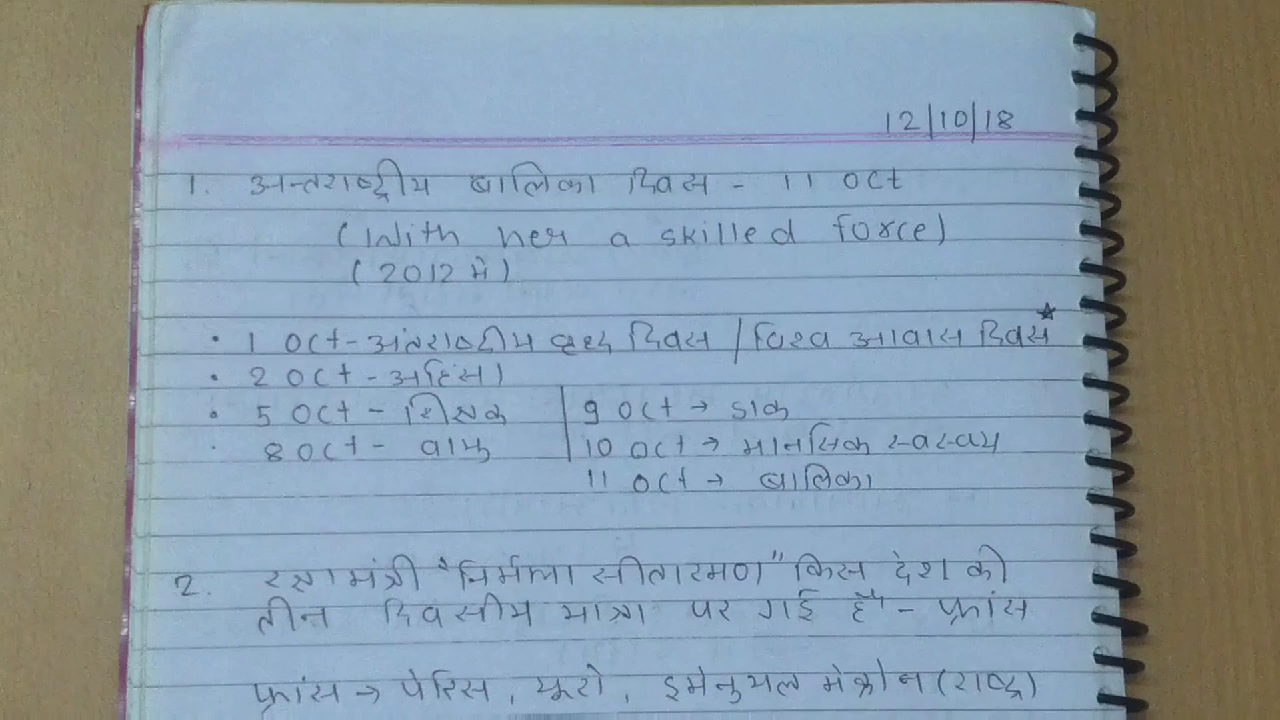 12/10/18
1. अन्तराष्ट्रीय बालिका दिवस - 11 oct
(With her a skilled force)
(2012 मे)
• 1 Oct - अंतराष्ट्रीय वृद्ध दिवस / विश्व आवास दिवस*
• 2 Oct - अहिंसा
• 5 Oct - शिक्षक | 9 Oct → डाक
• 8 Oct - वायु | 10 Oct → मानसिक स्वास्थ्य
11 Oct → बालिका
2. रक्षामंत्री "निर्मला सीतारमण" किस देश की
तीन दिवसीय यात्रा पर गई हैं - फ्रांस
फ्रांस → पेरिस, यूरो, इमेनुयल मेक्रोन (राष्ट्र)